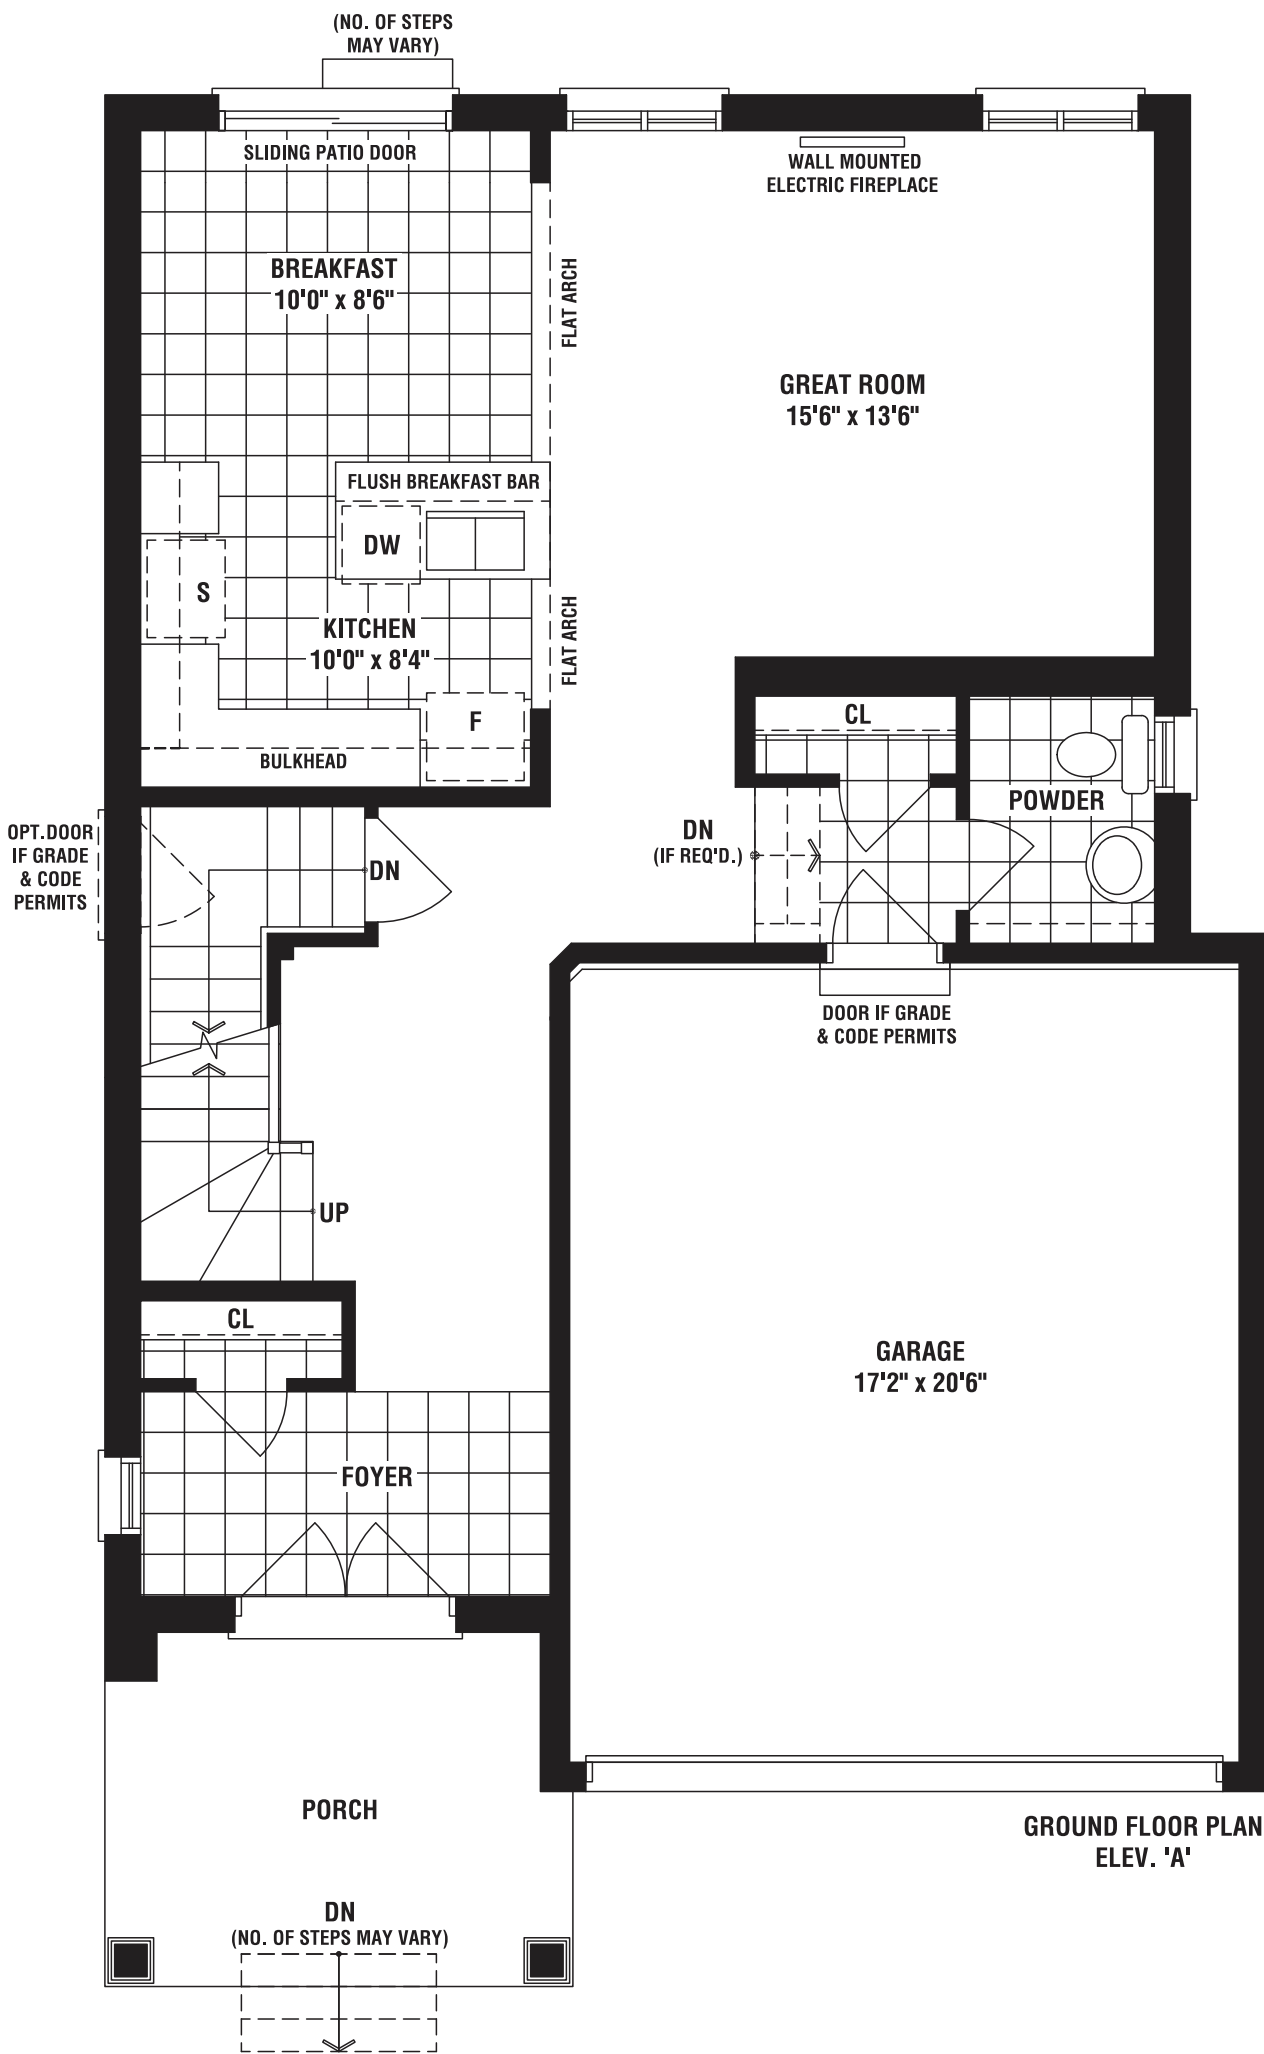 (NO. OF STEPS
MAY VARY)
SLIDING PATIO DOOR
WALL MOUNTED
ELECTRIC FIREPLACE
BREAKFAST
10'0" x 8'6"
FLAT ARCH
GREAT ROOM
15'6" x 13'6"
FLUSH BREAKFAST BAR
DW
S
KITCHEN
10'0" x 8'4"
FLAT ARCH
F
BULKHEAD
CL
POWDER
OPT.DOOR
IF GRADE
& CODE
PERMITS
DN
DN
(IF REQ'D.)
DOOR IF GRADE
& CODE PERMITS
UP
CL
GARAGE
17'2" x 20'6"
FOYER
PORCH
GROUND FLOOR PLAN
ELEV. 'A'
DN
(NO. OF STEPS MAY VARY)